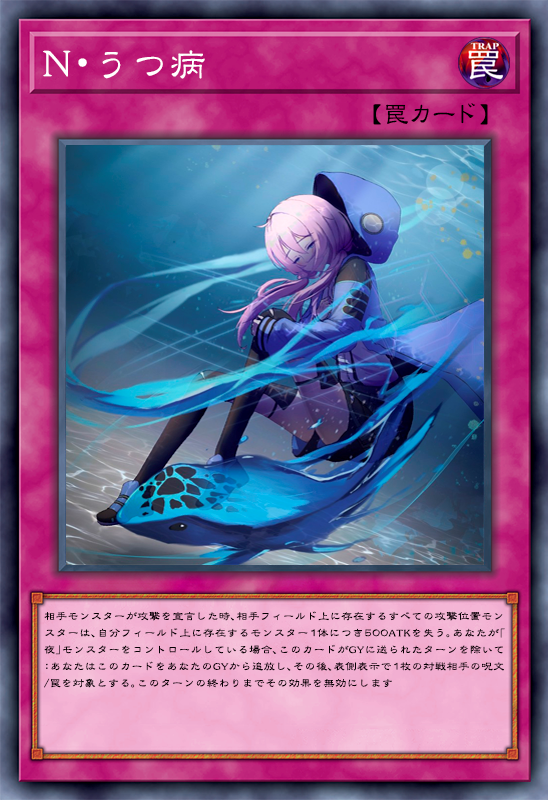 N・うつ病
TRAP
罠
【罠カード】
相手モンスターが攻撃を宣言した時、相手フィールド上に存在するすべての攻撃位置モン
スターは、自分フィールド上に存在するモンスター1体につき500ATKを失う。あなたが「
夜」モンスターをコントロールしている場合、このカードがGYに送られたターンを除いて
：あなたはこのカードをあなたのGYから追放し、その後、表側表示で1枚の対戦相手の呪文
/罠を対象とする。このターンの終わりまでその効果を無効にします